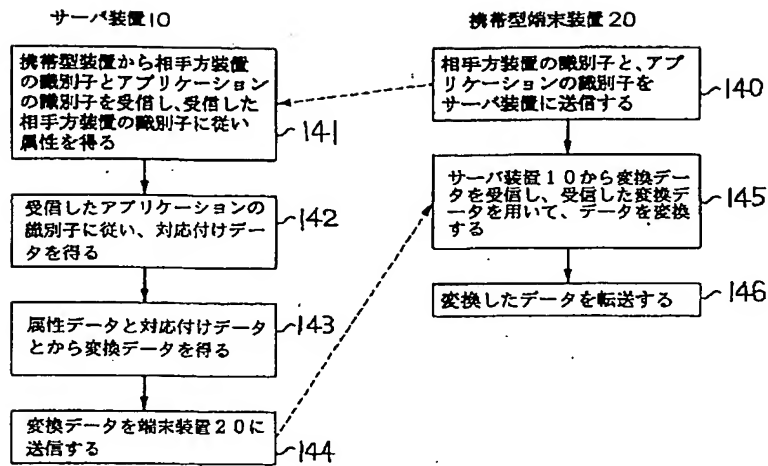 サーバ装置10
携帯型装置から相手方装置
の識別子とアプリケーション
の識別子を受信し、受信した
相手方装置の識別子に従い
属性を得る
141
受信したアプリケーションの
識別子に従い、対応付けデー
タを得る
142
属性データと対応付けデータ
とから変換データを得る
143
変換データを端末装置20に
送信する
144
携帯型端末装置20
相手方装置の識別子と、アプ
リケーションの識別子を
サーバ装置に送信する
140
サーバ装置10から変換デー
タを受信し、受信した変換デー
タを用いて、データを変換
する
145
変換したデータを転送する
146